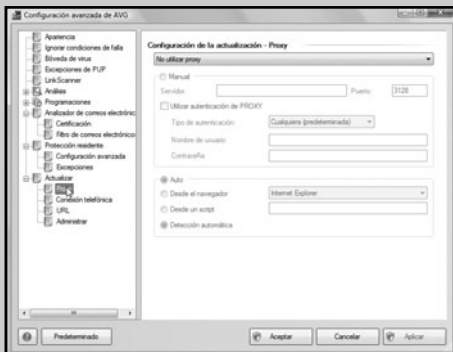 Configuración avanzada de AVG
Apariencia
Ignorar condiciones de falla
Bóveda de virus
Excepciones de PUP
LinkScanner
Análisis
Programaciones
Analizador de correos electrónic
Certificación
Filtro de correos electrónico
Protección residente
Configuración avanzada
Excepciones
Actualizar
Conexión telefónica
URL
Administrar
Configuración de la actualización - Proxy
No utilizar proxy
Manual
Servidor
Puerto
3128
Utilizar autenticación de PROXY
Tipo de autenticación:
Cualquiera (predeterminada)
Nombre de usuario:
Contraseña:
Auto
Desde el navegador
Internet Explorer
Desde un script
Detección automática
Predeterminado
Aceptar
Cancelar
Aplicar